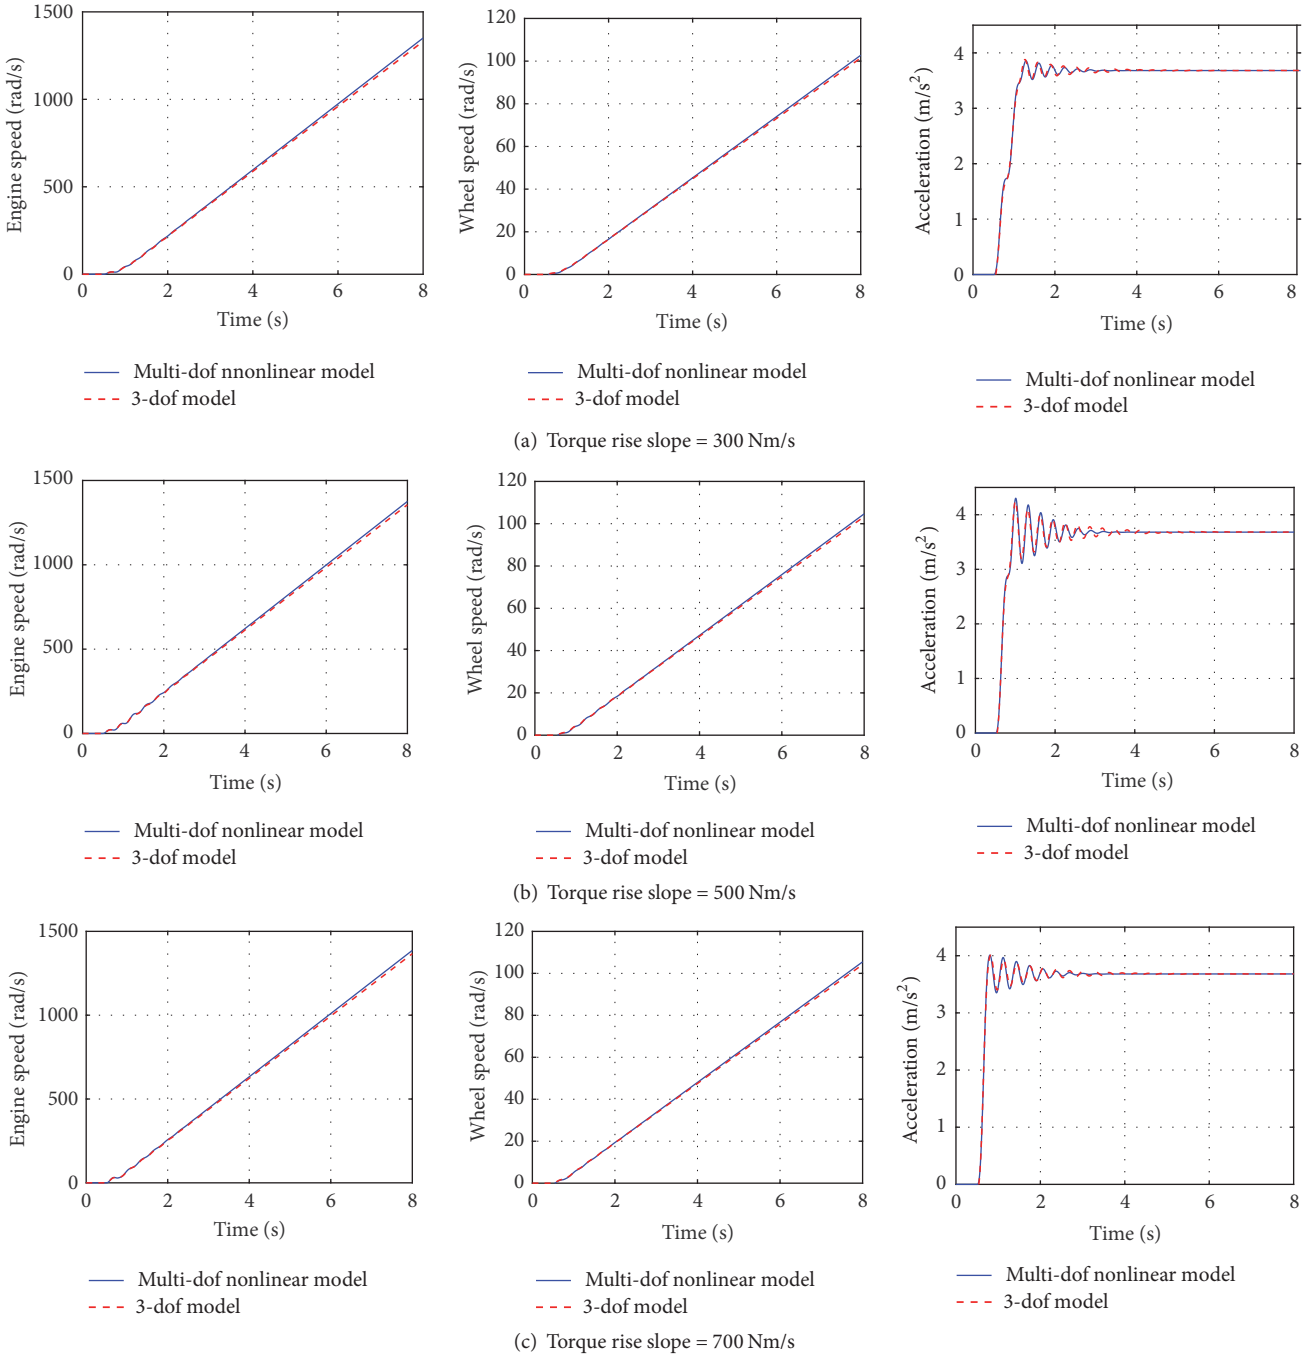 Engine speed (rad/s)
1500
1000
500
0
0 2 4 6 8
Time (s)
Multi-dof nnonlinear model
3-dof model
Wheel speed (rad/s)
120
100
80
60
40
20
0
0 2 4 6 8
Time (s)
Multi-dof nonlinear model
3-dof model
Acceleration (m/s²)
4
3
2
1
0
0 2 4 6 8
Time (s)
Multi-dof nonlinear model
3-dof model
(a) Torque rise slope = 300 Nm/s
Engine speed (rad/s)
1500
1000
500
0
0 2 4 6 8
Time (s)
Multi-dof nonlinear model
3-dof model
Wheel speed (rad/s)
120
100
80
60
40
20
0
0 2 4 6 8
Time (s)
Multi-dof nonlinear model
3-dof model
Acceleration (m/s²)
4
3
2
1
0
0 2 4 6 8
Time (s)
Multi-dof nonlinear model
3-dof model
(b) Torque rise slope = 500 Nm/s
Engine speed (rad/s)
1500
1000
500
0
0 2 4 6 8
Time (s)
Multi-dof nonlinear model
3-dof model
Wheel speed (rad/s)
120
100
80
60
40
20
0
0 2 4 6 8
Time (s)
Multi-dof nonlinear model
3-dof model
Acceleration (m/s²)
4
3
2
1
0
0 2 4 6 8
Time (s)
Multi-dof nonlinear model
3-dof model
(c) Torque rise slope = 700 Nm/s